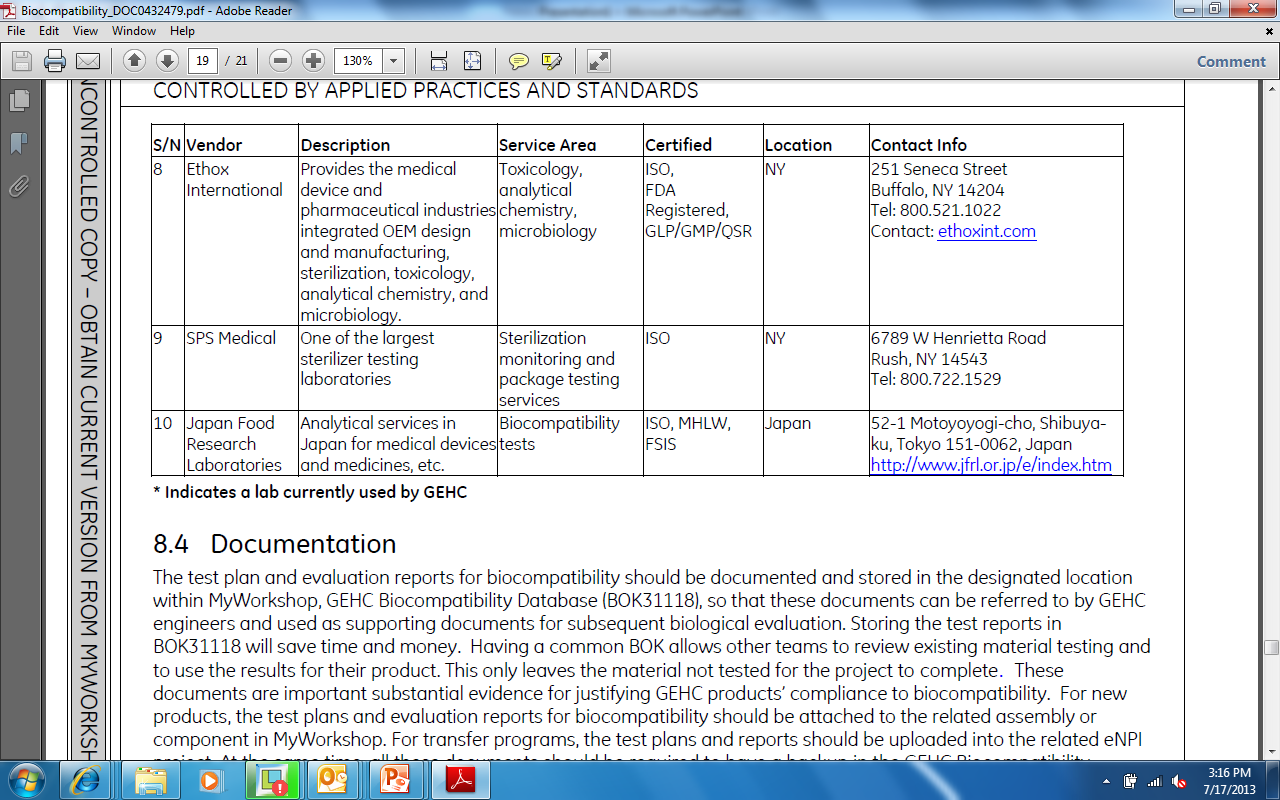 Biocompatibility_DOC0432479.pdf - Adobe Reader
File Edit View Window Help
19 / 21 130% Comment
NCONTROLLED COPY – OBTAIN CURRENT VERSION FROM MYWORKSH
CONTROLLED BY APPLIED PRACTICES AND STANDARDS
S/N Vendor Description Service Area Certified Location Contact Info
8 Ethox Provides the medical Toxicology, ISO, NY 251 Seneca Street
International device and analytical FDA Buffalo, NY 14204
pharmaceutical industries chemistry, Registered, Tel: 800.521.1022
integrated OEM design microbiology GLP/GMP/QSR Contact: ethoxint.com
and manufacturing,
sterilization, toxicology,
analytical chemistry, and
microbiology.
9 SPS Medical One of the largest Sterilization ISO NY 6789 W Henrietta Road
sterilizer testing monitoring and Rush, NY 14543
laboratories package testing Tel: 800.722.1529
services
10 Japan Food Analytical services in Biocompatibility ISO, MHLW, Japan 52-1 Motoyoyogi-cho, Shibuya-
Research Japan for medical devices tests FSIS ku, Tokyo 151-0062, Japan
Laboratories and medicines, etc. http://www.jfrl.or.jp/e/index.htm
* Indicates a lab currently used by GEHC
8.4 Documentation
The test plan and evaluation reports for biocompatibility should be documented and stored in the designated location
within MyWorkshop, GEHC Biocompatibility Database (BOK31118), so that these documents can be referred to by GEHC
engineers and used as supporting documents for subsequent biological evaluation. Storing the test reports in
BOK31118 will save time and money. Having a common BOK allows other teams to review existing material testing and
to use the results for their product. This only leaves the material not tested for the project to complete. These
documents are important substantial evidence for justifying GEHC products' compliance to biocompatibility. For new
products, the test plans and evaluation reports for biocompatibility should be attached to the related assembly or
component in MyWorkshop. For transfer programs, the test plans and reports should be uploaded into the related eNPI
3:16 PM
7/17/2013